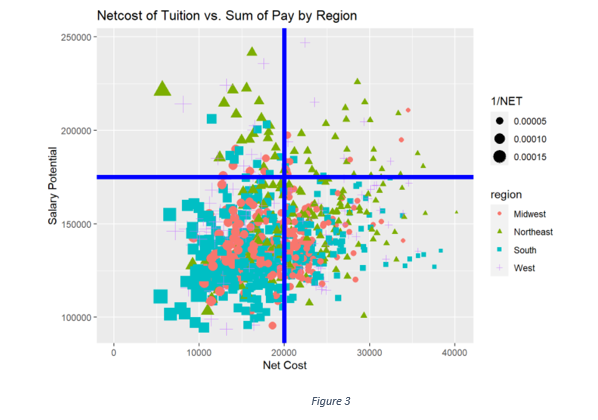 Netcost of Tuition vs. Sum of Pay by Region
250000
200000
150000
100000
Salary Potential
0
10000
20000
30000
40000
Net Cost
1/NET
0.00005
0.00010
0.00015
region
Midwest
Northeast
South
West
Figure 3